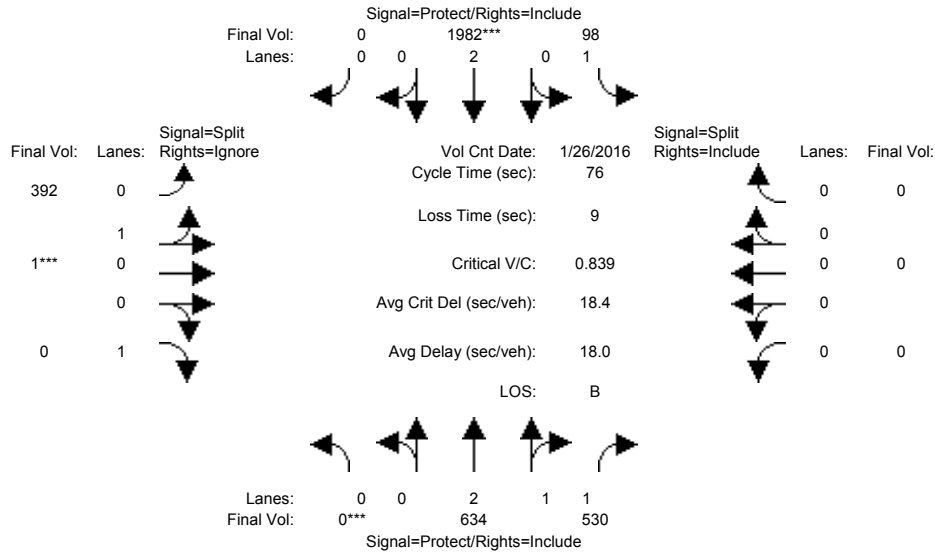 Signal=Protect/Rights=Include
Final Vol: 0 1982*** 98
Lanes: 0 0 2 0 1
Signal=Split Signal=Split
Final Vol: Lanes: Rights=Ignore Vol Cnt Date: 1/26/2016 Rights=Include Lanes: Final Vol:
Cycle Time (sec): 76
392 0 0 0
Loss Time (sec): 9
1 0
1*** 0 Critical V/C: 0.839 0 0
0 Avg Crit Del (sec/veh): 18.4 0
0 1 Avg Delay (sec/veh): 18.0 0 0
LOS: B
Lanes: 0 0 2 1 1
Final Vol: 0*** 634 530
Signal=Protect/Rights=Include